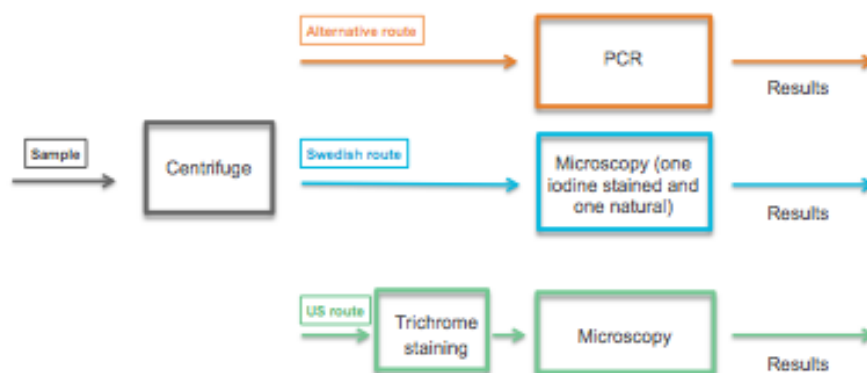 Alternative route
PCR
Results
Sample
Centrifuge
Swedish route
Microscopy (one
iodine stained and
one natural)
Results
US route
Trichrome
staining
Microscopy
Results